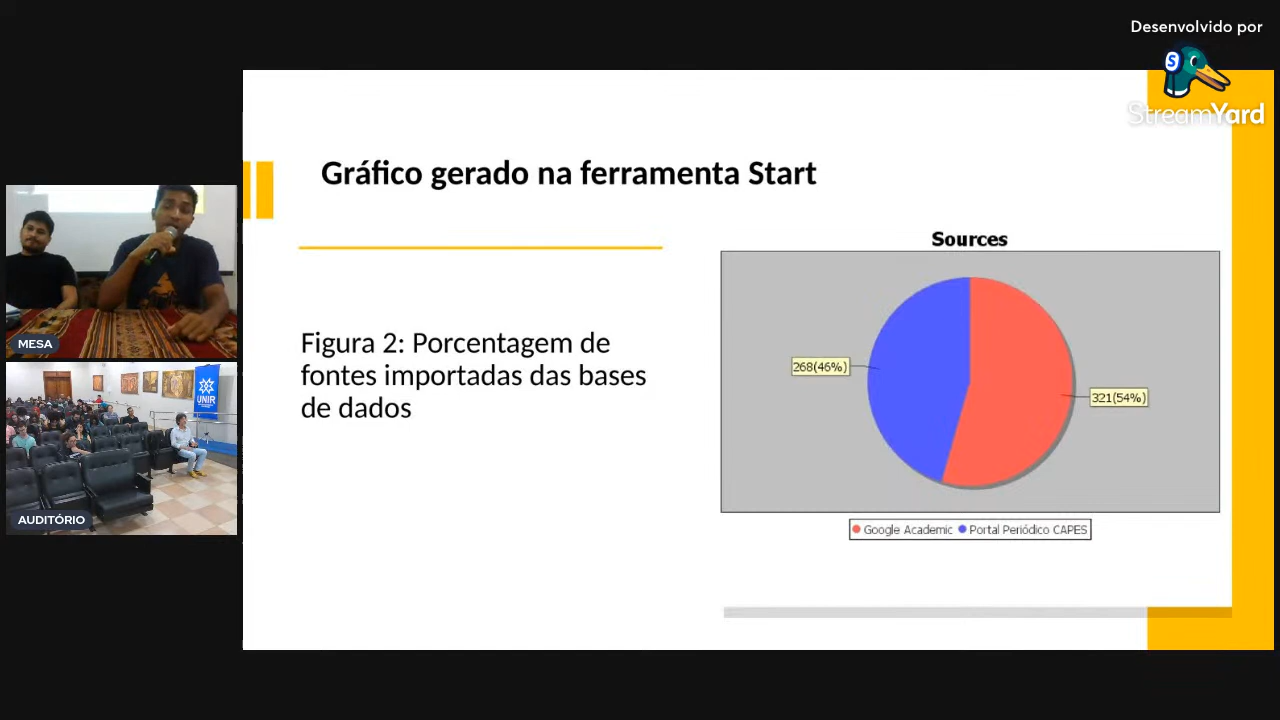 Desenvolvido por
StreamYard
Gráfico gerado na ferramenta Start
Sources
268(46%)
321(54%)
Google Academic Portal Periódico CAPES
Figura 2: Porcentagem de
fontes importadas das bases
de dados
MESA
UNIR
AUDITÓRIO